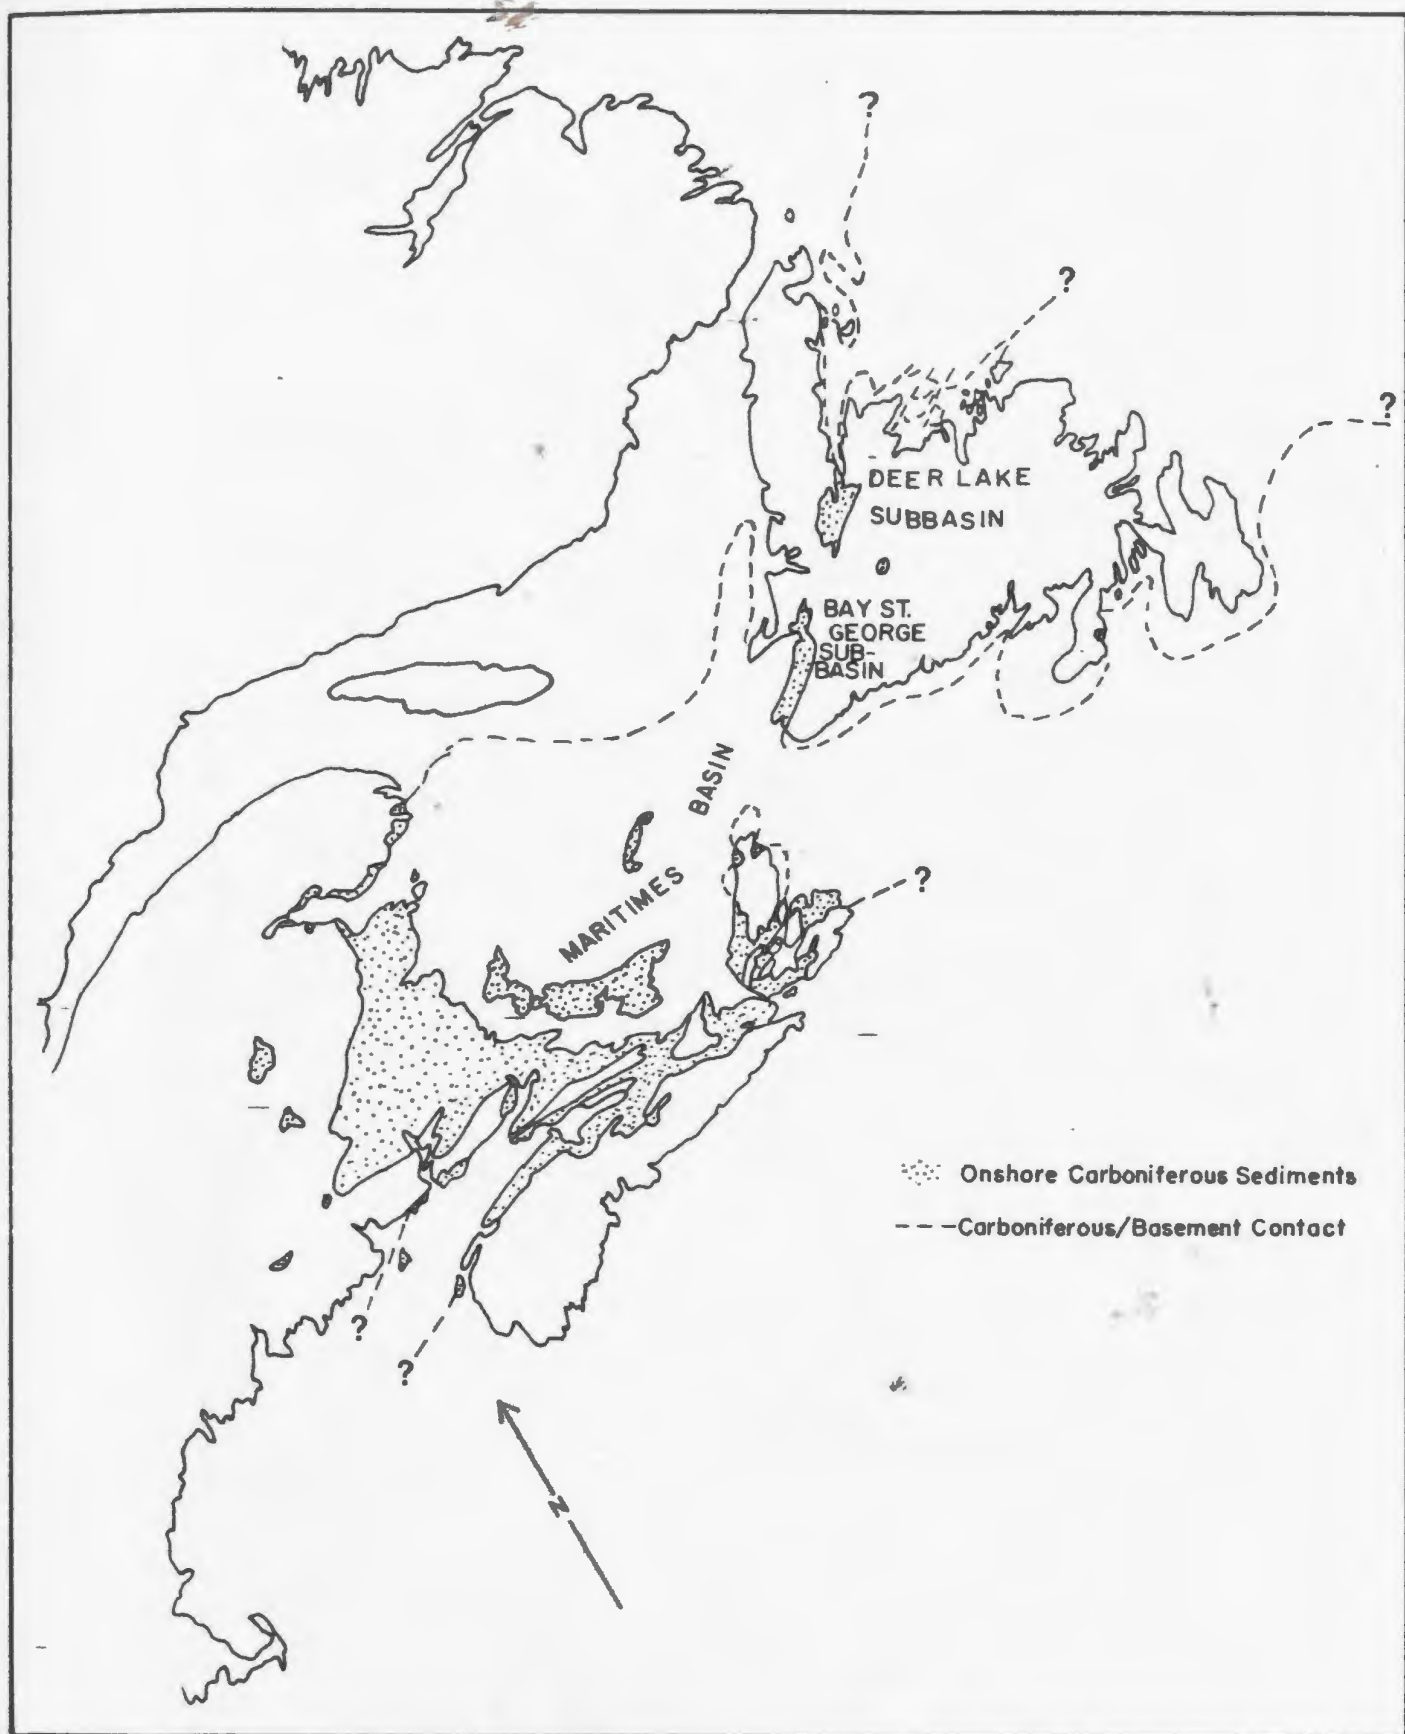 ?
?
?
DEER LAKE
SUBBASIN
BAY ST.
GEORGE
SUB-
BASIN
MARITIMES BASIN
?
Onshore Carboniferous Sediments
Carboniferous/Basement Contact
?
?
N